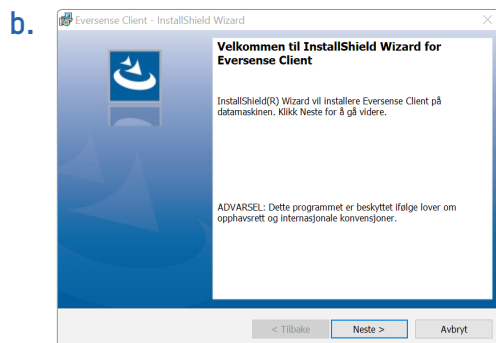 b.
Eversense Client - InstallShield Wizard
Velkommen til InstallShield Wizard for
Eversense Client
InstallShield(R) Wizard vil installere Eversense Client på
datamaskinen. Klikk Neste for å gå videre.
ADVARSEL: Dette programmet er beskyttet ifølge lover om
opphavsrett og internasjonale konvensjoner.
< Tilbake Neste > Avbryt